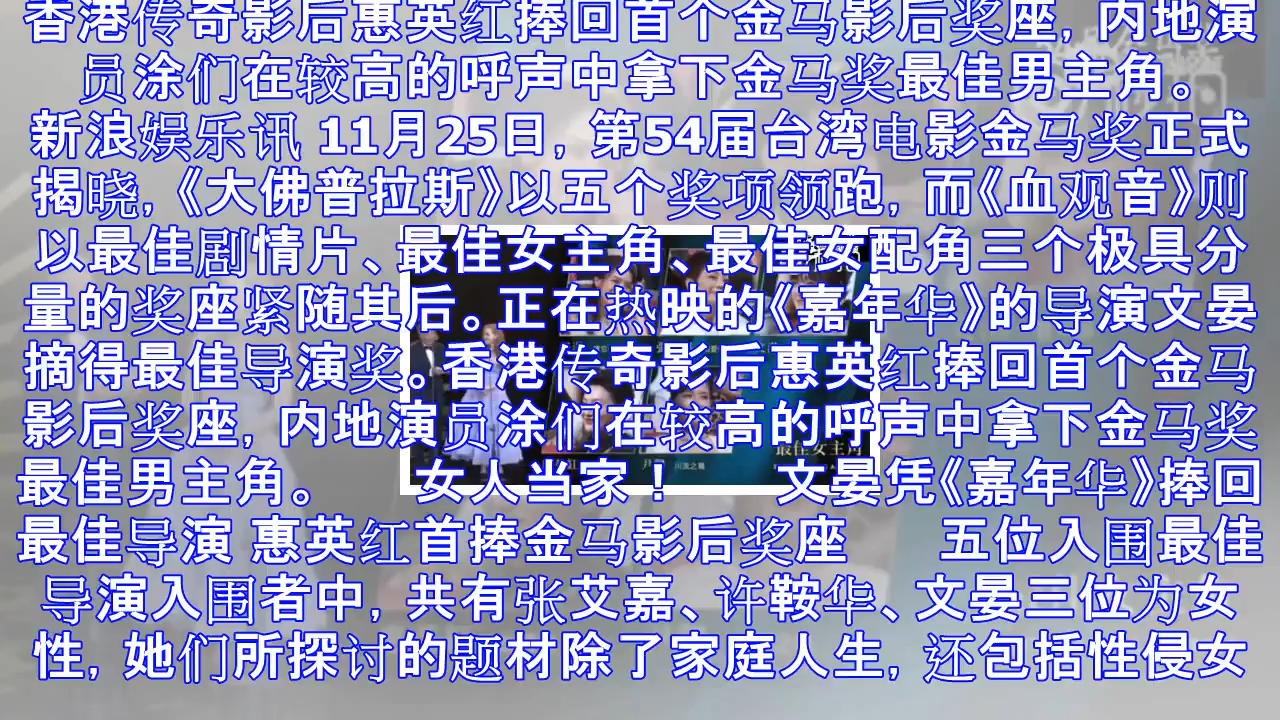 香港传奇影后惠英红捧回首个金马影后奖座, 内地演
员涂们在较高的呼声中拿下金马奖最佳男主角。
新浪娱乐讯 11月25日, 第54届台湾电影金马奖正式
揭晓,《大佛普拉斯》以五个奖项领跑, 而《血观音》则
以最佳剧情片、最佳女主角、最佳女配角三个极具分
量的奖座紧随其后。正在热映的《嘉年华》的导演文晏
摘得最佳导演奖。香港传奇影后惠英红捧回首个金马
影后奖座, 内地演员涂们在较高的呼声中拿下金马奖
最佳男主角。 女人当家！ 文晏凭《嘉年华》捧回
最佳导演 惠英红首捧金马影后奖座 五位入围最佳
导演入围者中, 共有张艾嘉、许鞍华、文晏三位为女
性, 她们所探讨的题材除了家庭人生, 还包括性侵女
最佳女主角